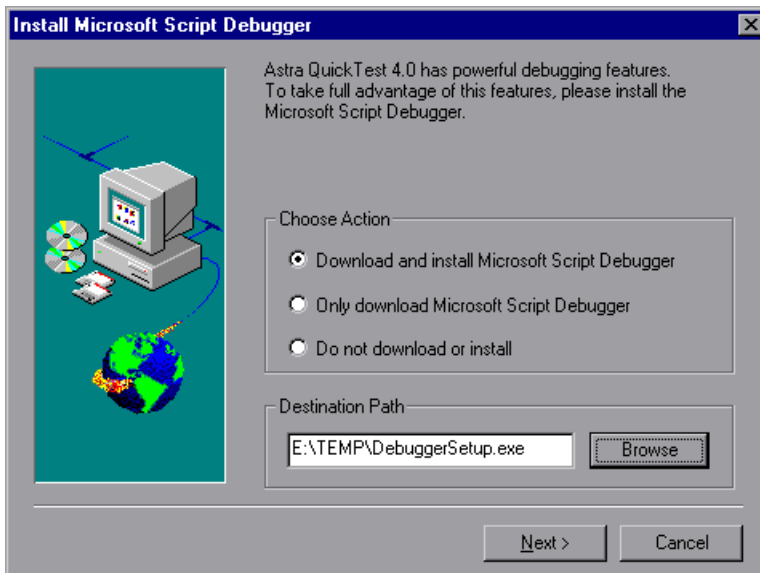 Install Microsoft Script Debugger
Astra QuickTest 4.0 has powerful debugging features.
To take full advantage of this features, please install the
Microsoft Script Debugger.
Choose Action
Download and install Microsoft Script Debugger
Only download Microsoft Script Debugger
Do not download or install
Destination Path
E:\TEMP\DebuggerSetup.exe
Browse
Next >
Cancel